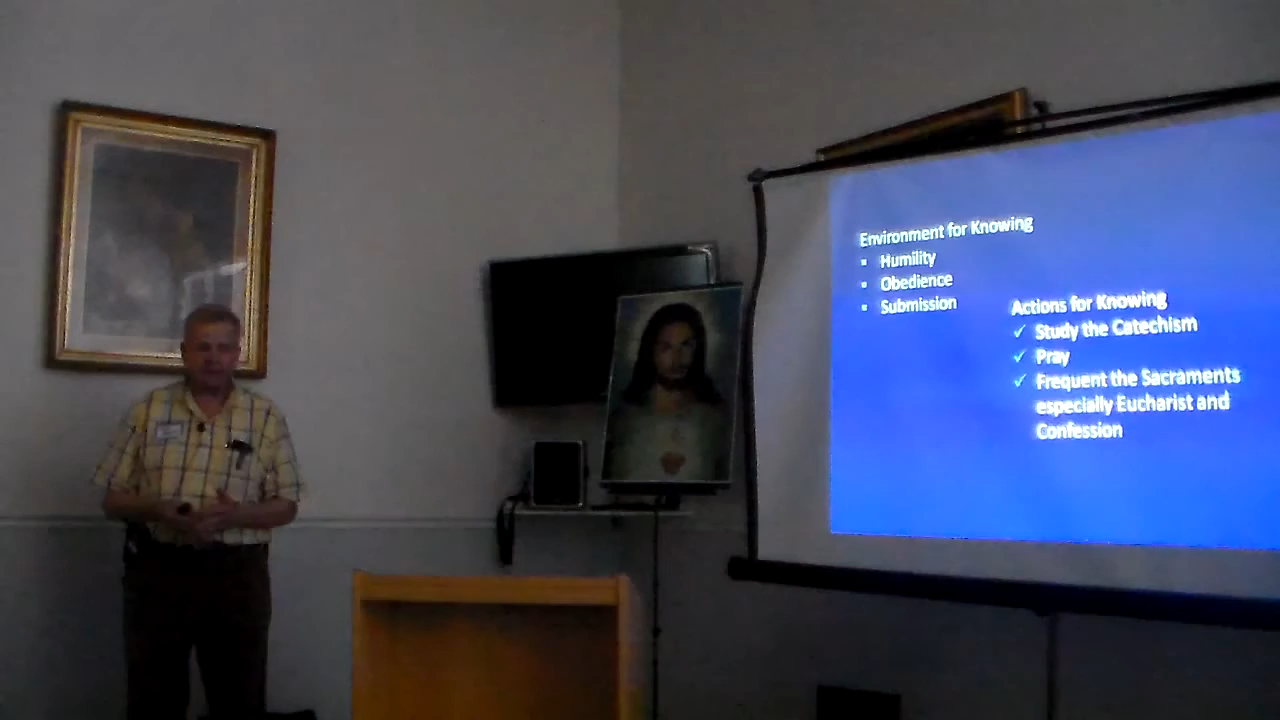 Environment for Knowing
▪ Humility
▪ Obedience
▪ Submission
Actions for Knowing
✓ Study the Catechism
✓ Pray
✓ Frequent the Sacraments
especially Eucharist and
Confession